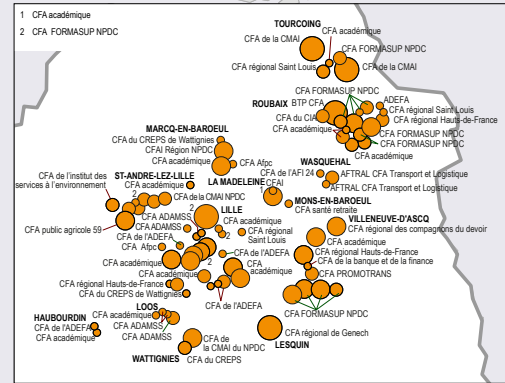 1 CFA académique
2 CFA FORMASUP NPDC
TOURCOING
CFA académique
CFA de la CMAI
CFA FORMASUP NPDC
CFA régional Saint Louis
CFA de la CMAI
CFA FORMASUP NPDC
ROUBAIX
BTP CFA
ADEFA
CFA régional Saint Louis
CFA du CIA
CFA régional Hauts-de-France
CFA académique
CFA FORMASUP NPDC
CFA FORMASUP NPDC
CFA académique
MARCQ-EN-BAROEUL
CFA du CREPS de Wattignies
CFAI Région NPDC
CFA académique
CFA Afpc
WASQUEHAL
CFA de l'AFI 24
AFTRAL CFA Transport et Logistique
AFTRAL CFA Transport et Logistique
ST-ANDRE-LEZ-LILLE
CFA de l'institut des
services à l'environnement
CFA académique
LA MADELEINE
1
CFAI
2
CFA de la CMAI NPDC
2
MONS-EN-BAROEUL
CFA santé retraite
LILLE
2
CFA public agricole 59
CFA ADAMSS
CFA ADAMSS
2
CFA académique
CFA régional
Saint Louis
VILLENEUVE-D'ASCQ
CFA régional des compagnons du devoir
CFA académique
CFA de l'ADEFA
CFA Afpc
CFA de l'ADEFA
CFA régional Hauts-de-France
CFA de la banque et de la finance
CFA académique
CFA
académique
CFA académique
CFA PROMOTRANS
CFA régional Hauts-de-France
CFA du CREPS de Wattignies
CFA de l'ADEFA
CFA FORMASUP NPDC
LOOS
CFA académique
CFA ADAMSS
CFA ADAMSS
HAUBOURDIN
CFA de l'ADEFA
CFA académique
WATTIGNIES
CFA de
la CMAI du NPDC
CFA du CREPS
LESQUIN
CFA régional de Genech